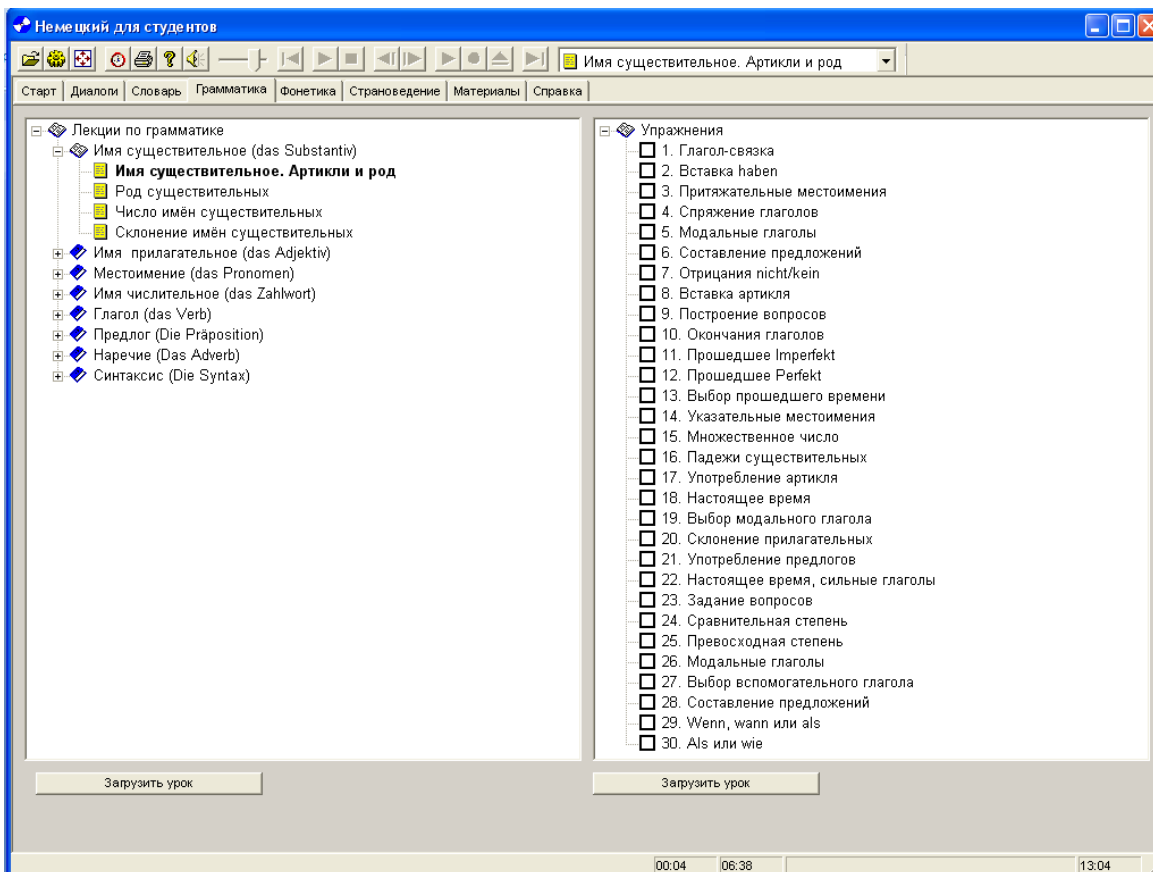 Немецкий для студентов
Имя существительное. Артикли и род
Старт Диалоги Словарь Грамматика Фонетика Страноведение Материалы Справка
Лекции по грамматике
Имя существительное (das Substantiv)
Имя существительное. Артикли и род
Род существительных
Число имён существительных
Склонение имён существительных
Имя прилагательное (das Adjektiv)
Местоимение (das Pronomen)
Имя числительное (das Zahlwort)
Глагол (das Verb)
Предлог (Die Präposition)
Наречие (Das Adverb)
Синтаксис (Die Syntax)
Загрузить урок
Упражнения
1. Глагол-связка
2. Вставка haben
3. Притяжательные местоимения
4. Спряжение глаголов
5. Модальные глаголы
6. Составление предложений
7. Отрицания nicht/kein
8. Вставка артикля
9. Построение вопросов
10. Окончания глаголов
11. Прошедшее Imperfekt
12. Прошедшее Perfekt
13. Выбор прошедшего времени
14. Указательные местоимения
15. Множественное число
16. Падежи существительных
17. Употребление артикля
18. Настоящее время
19. Выбор модального глагола
20. Склонение прилагательных
21. Употребление предлогов
22. Настоящее время, сильные глаголы
23. Задание вопросов
24. Сравнительная степень
25. Превосходная степень
26. Модальные глаголы
27. Выбор вспомогательного глагола
28. Составление предложений
29. Wenn, wann или als
30. Als или wie
Загрузить урок
00:04 06:38 13:04